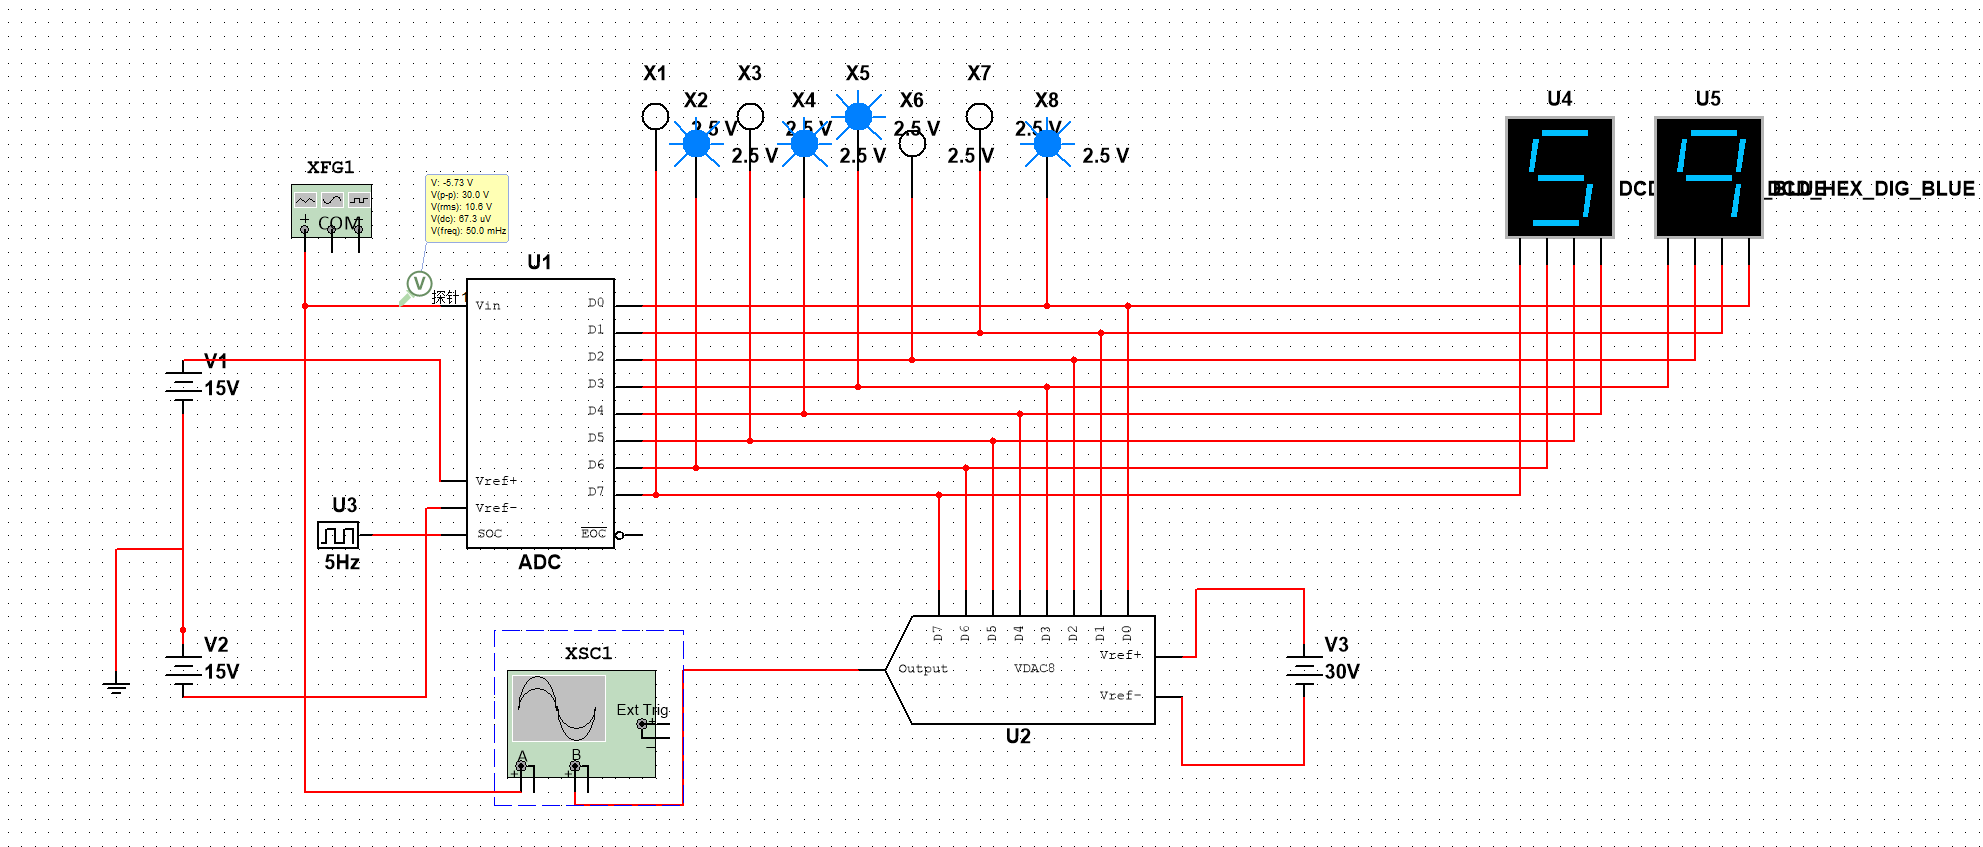 X1
X3
X5
X7
X2
X4
X6
X8
2.5 V
2.5 V
2.5 V
2.5 V
2.5 V
2.5 V
2.5 V
2.5 V
U4
U5
DCD_HEX_DIG_BLUE
XFG1
COM
V: -5.73 V
V(p-p): 30.0 V
V(rms): 10.6 V
V(dc): 67.3 uV
V(freq): 50.0 mHz
V
探针1
U1
Vin
D0
D1
D2
D3
D4
D5
D6
D7
Vref+
Vref-
SOC
EOC
ADC
V1
15V
U3
5Hz
V2
15V
XSC1
Ext Trig
A
B
D7
D6
D5
D4
D3
D2
D1
D0
Output
VDAC8
Vref+
Vref-
U2
V3
30V
59